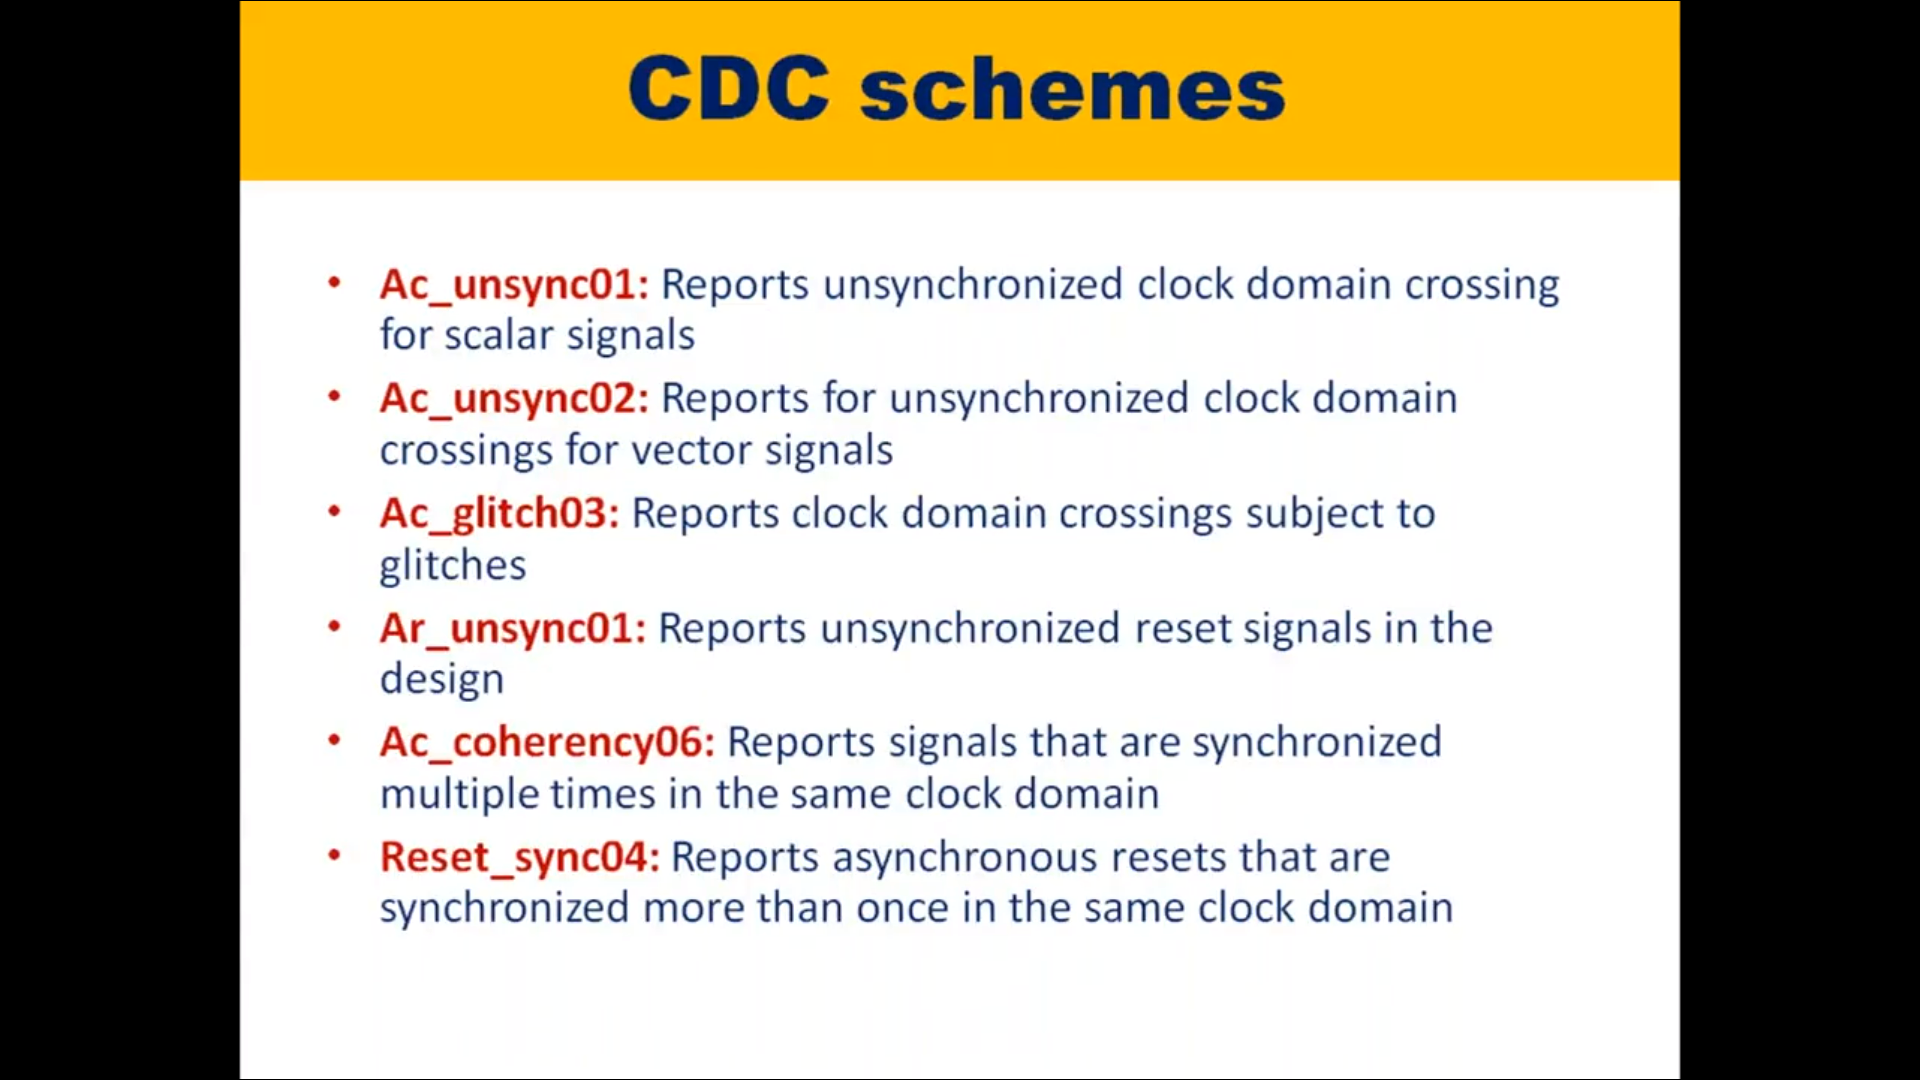 CDC schemes
• Ac_unsync01: Reports unsynchronized clock domain crossing
for scalar signals
• Ac_unsync02: Reports for unsynchronized clock domain
crossings for vector signals
• Ac_glitch03: Reports clock domain crossings subject to
glitches
• Ar_unsync01: Reports unsynchronized reset signals in the
design
• Ac_coherency06: Reports signals that are synchronized
multiple times in the same clock domain
• Reset_sync04: Reports asynchronous resets that are
synchronized more than once in the same clock domain